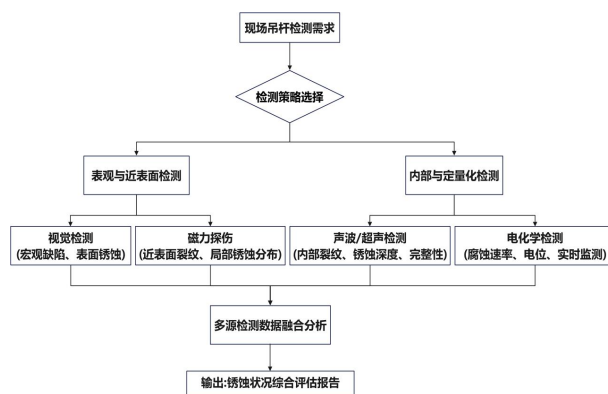 现场吊杆检测需求
检测策略选择
表观与近表面检测
内部与定量化检测
视觉检测
(宏观缺陷、表面锈蚀)
磁力探伤
(近表面裂纹、局部锈蚀分布)
声波/超声检测
(内部裂纹、锈蚀深度、完整性)
电化学检测
(腐蚀速率、电位、实时监测)
多源检测数据融合分析
输出:锈蚀状况综合评估报告